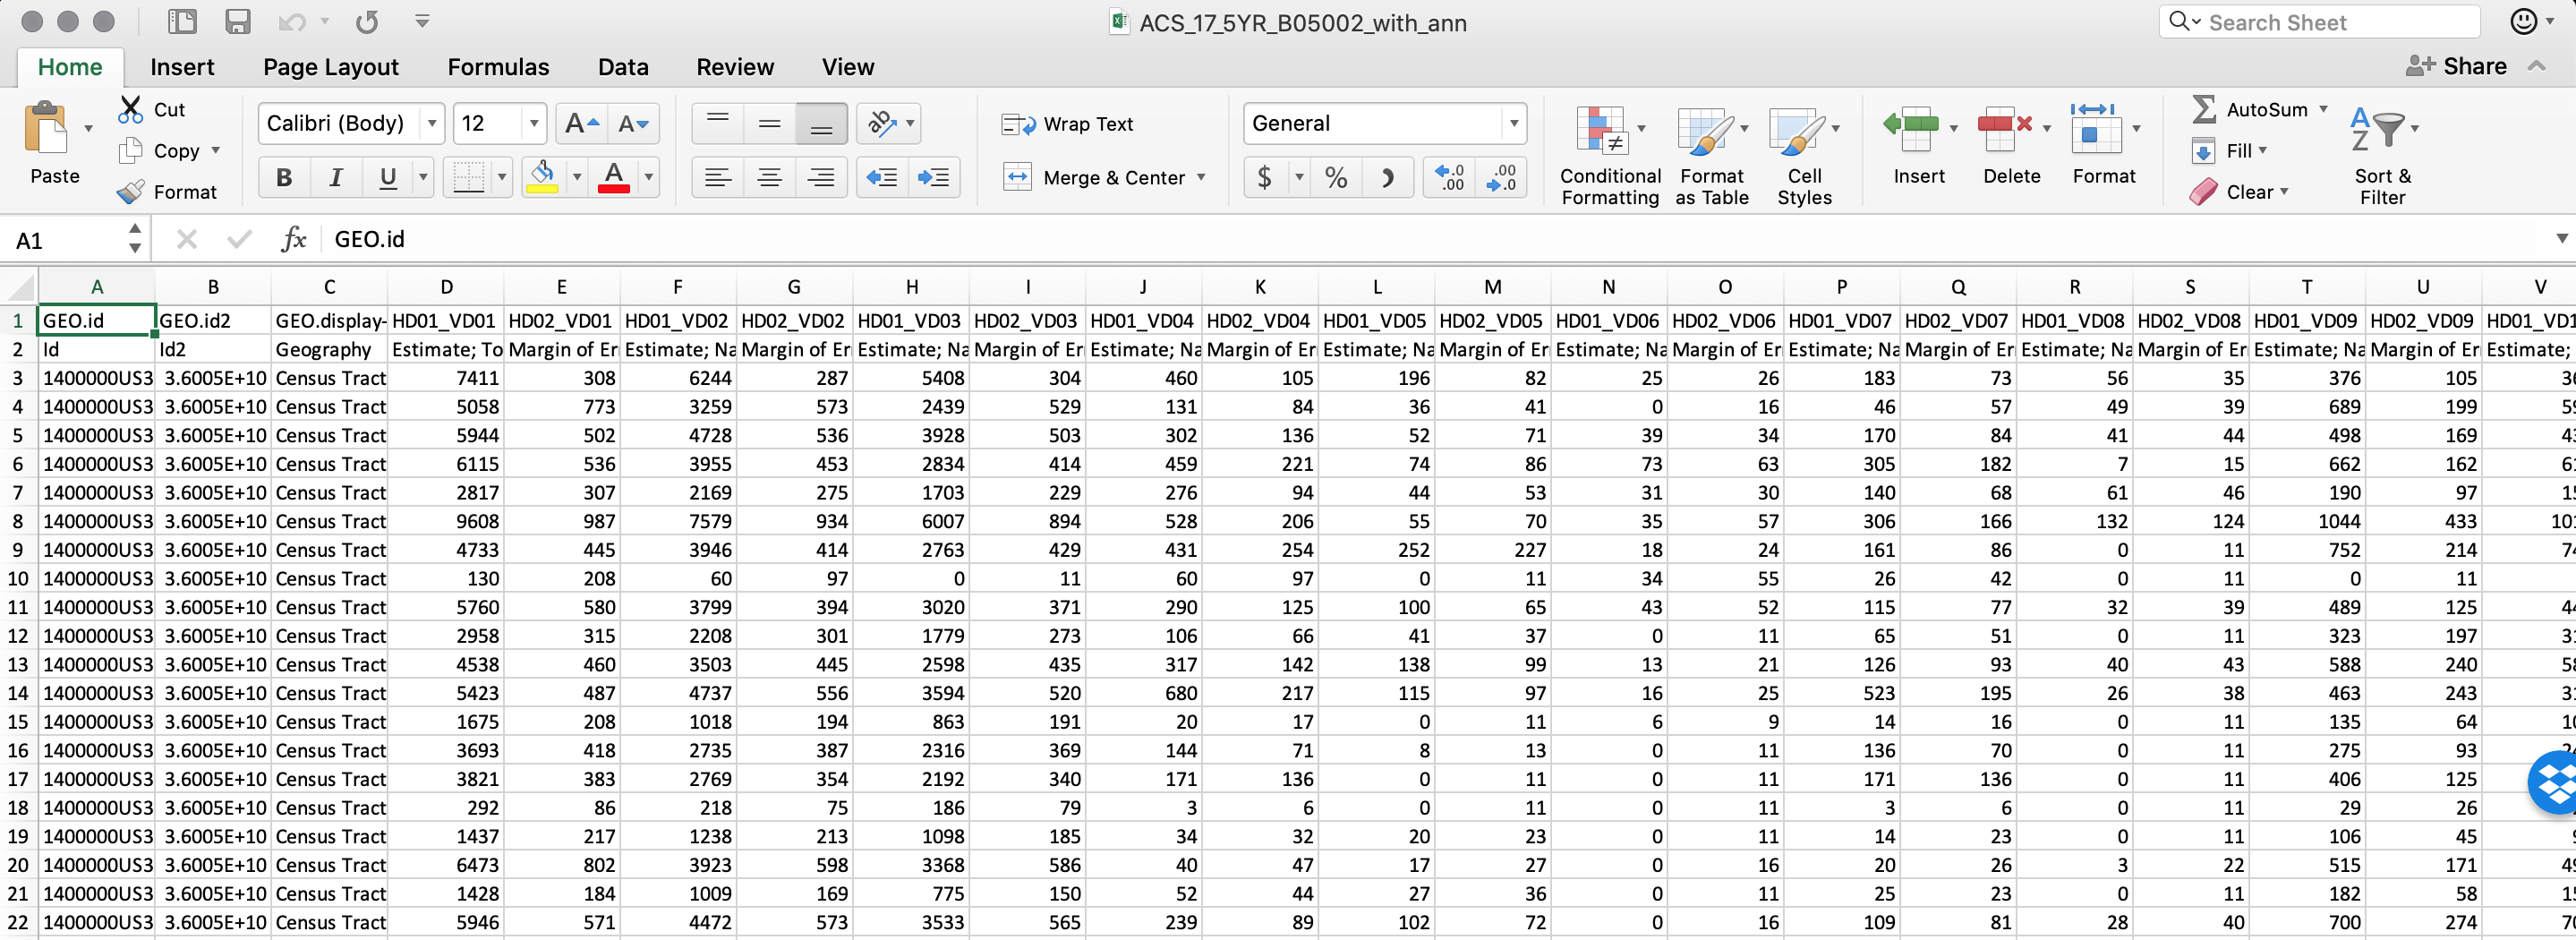 ACS_17_5YR_B05002_with_ann
Search Sheet
Home Insert Page Layout Formulas Data Review View Share
Paste
Cut
Copy
Format
Calibri (Body) 12
A A
B I U A
ab
Wrap Text
Merge & Center
General
$ % .0 .00 .00 .0
Conditional Formatting
Format as Table
Cell Styles
Insert
Delete
Format
AutoSum
Fill
Clear
A Z
Sort & Filter
A1 fx GEO.id
A B C D E F G H I J K L M N O P Q R S T U V
1 GEO.id GEO.id2 GEO.display- HD01_VD01 HD02_VD01 HD01_VD02 HD02_VD02 HD01_VD03 HD02_VD03 HD01_VD04 HD02_VD04 HD01_VD05 HD02_VD05 HD01_VD06 HD02_VD06 HD01_VD07 HD02_VD07 HD01_VD08 HD02_VD08 HD01_VD09 HD02_VD09 HD01_VD1
2 Id Id2 Geography Estimate; To Margin of Er Estimate; Na Margin of Er Estimate; Na Margin of Er Estimate; Na Margin of Er Estimate; Na Margin of Er Estimate; Na Margin of Er Estimate; Na Margin of Er Estimate; Na Margin of Er Estimate; Na Margin of Er Estimate;
3 1400000US3 3.6005E+10 Census Tract 7411 308 6244 287 5408 304 460 105 196 82 25 26 183 73 56 35 376 105
4 1400000US3 3.6005E+10 Census Tract 5058 773 3259 573 2439 529 131 84 36 41 0 16 46 57 49 39 689 199
5 1400000US3 3.6005E+10 Census Tract 5944 502 4728 536 3928 503 302 136 52 71 39 34 170 84 41 44 498 169
6 1400000US3 3.6005E+10 Census Tract 6115 536 3955 453 2834 414 459 221 74 86 73 63 305 182 7 15 662 162
7 1400000US3 3.6005E+10 Census Tract 2817 307 2169 275 1703 229 276 94 44 53 31 30 140 68 61 46 190 97
8 1400000US3 3.6005E+10 Census Tract 9608 987 7579 934 6007 894 528 206 55 70 35 57 306 166 132 124 1044 433
9 1400000US3 3.6005E+10 Census Tract 4733 445 3946 414 2763 429 431 254 252 227 18 24 161 86 0 11 752 214
10 1400000US3 3.6005E+10 Census Tract 130 208 60 97 0 11 60 97 0 11 34 55 26 42 0 11 0 11
11 1400000US3 3.6005E+10 Census Tract 5760 580 3799 394 3020 371 290 125 100 65 43 52 115 77 32 39 489 125
12 1400000US3 3.6005E+10 Census Tract 2958 315 2208 301 1779 273 106 66 41 37 0 11 65 51 0 11 323 197
13 1400000US3 3.6005E+10 Census Tract 4538 460 3503 445 2598 435 317 142 138 99 13 21 126 93 40 43 588 240
14 1400000US3 3.6005E+10 Census Tract 5423 487 4737 556 3594 520 680 217 115 97 16 25 523 195 26 38 463 243
15 1400000US3 3.6005E+10 Census Tract 1675 208 1018 194 863 191 20 17 0 11 6 9 14 16 0 11 135 64
16 1400000US3 3.6005E+10 Census Tract 3693 418 2735 387 2316 369 144 71 8 13 0 11 136 70 0 11 275 93
17 1400000US3 3.6005E+10 Census Tract 3821 383 2769 354 2192 340 171 136 0 11 0 11 171 136 0 11 406 125
18 1400000US3 3.6005E+10 Census Tract 292 86 218 75 186 79 3 6 0 11 0 11 3 6 0 11 29 26
19 1400000US3 3.6005E+10 Census Tract 1437 217 1238 213 1098 185 34 32 20 23 0 11 14 23 0 11 106 45
20 1400000US3 3.6005E+10 Census Tract 6473 802 3923 598 3368 586 40 47 17 27 0 16 20 26 3 22 515 171
21 1400000US3 3.6005E+10 Census Tract 1428 184 1009 169 775 150 52 44 27 36 0 11 25 23 0 11 182 58
22 1400000US3 3.6005E+10 Census Tract 5946 571 4472 573 3533 565 239 89 102 72 0 16 109 81 28 40 700 274